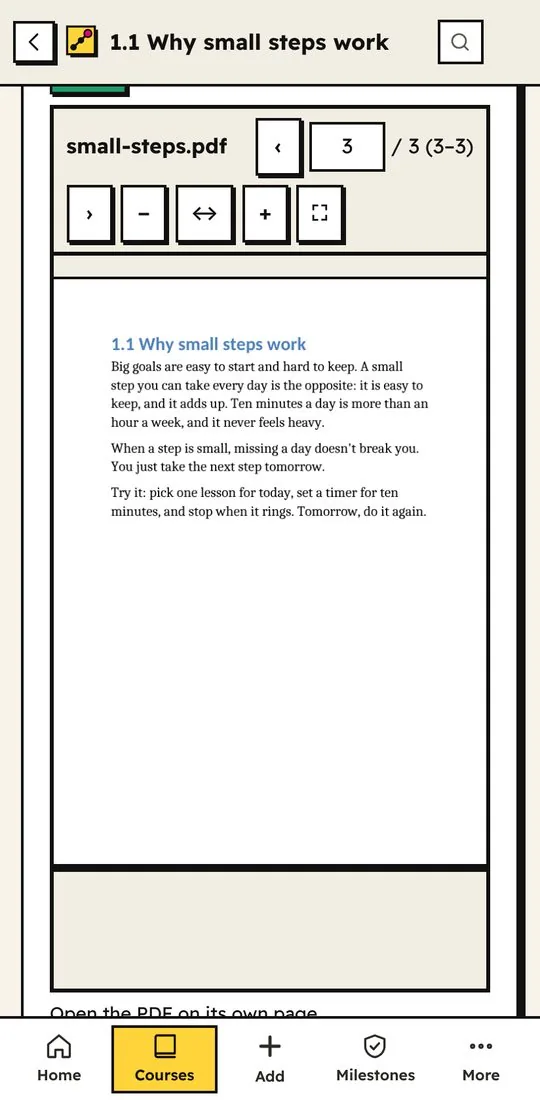 1.1 Why small steps work
small-steps.pdf
‹
3
/ 3 (3–3)
›
−
↔
+
1.1 Why small steps work
Big goals are easy to start and hard to keep. A small
step you can take every day is the opposite: it is easy to
keep, and it adds up. Ten minutes a day is more than an
hour a week, and it never feels heavy.
When a step is small, missing a day doesn't break you.
You just take the next step tomorrow.
Try it: pick one lesson for today, set a timer for ten
minutes, and stop when it rings. Tomorrow, do it again.
Open the PDF on its own page
Home
Courses
Add
Milestones
More